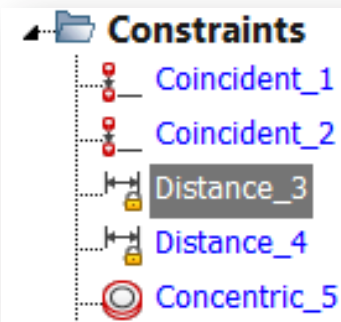 Constraints
Coincident_1
Coincident_2
Distance_3
Distance_4
Concentric_5